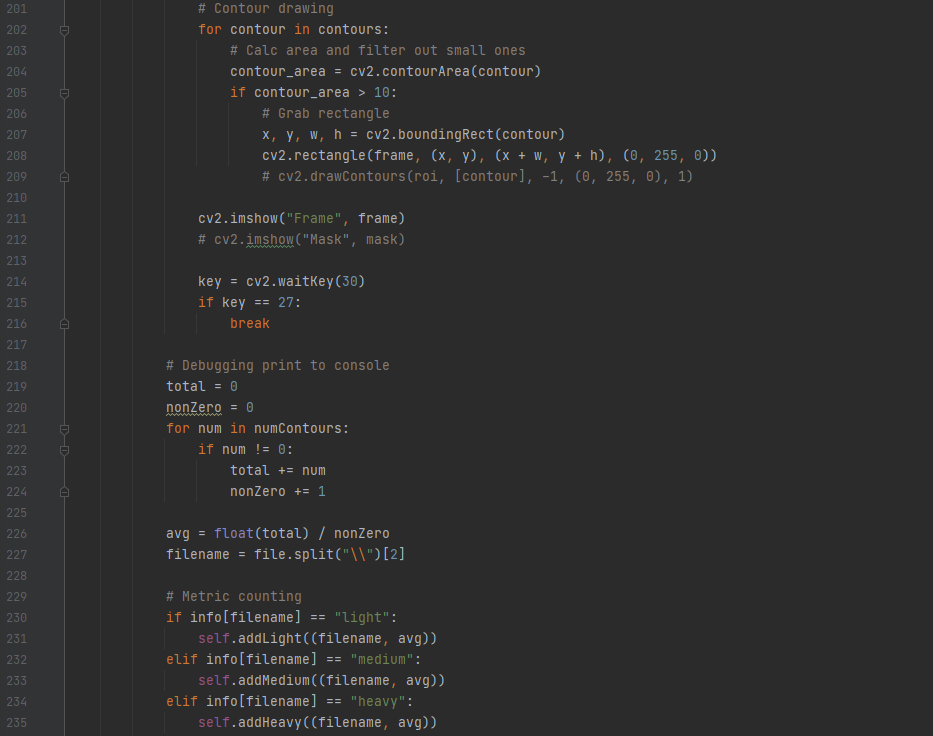 201 # Contour drawing
202 for contour in contours:
203 # Calc area and filter out small ones
204 contour_area = cv2.contourArea(contour)
205 if contour_area > 10:
206 # Grab rectangle
207 x, y, w, h = cv2.boundingRect(contour)
208 cv2.rectangle(frame, (x, y), (x + w, y + h), (0, 255, 0))
209 # cv2.drawContours(roi, [contour], -1, (0, 255, 0), 1)
210
211 cv2.imshow("Frame", frame)
212 # cv2.imshow("Mask", mask)
213
214 key = cv2.waitKey(30)
215 if key == 27:
216 break
217
218 # Debugging print to console
219 total = 0
220 nonZero = 0
221 for num in numContours:
222 if num != 0:
223 total += num
224 nonZero += 1
225
226 avg = float(total) / nonZero
227 filename = file.split("\\")[2]
228
229 # Metric counting
230 if info[filename] == "light":
231 self.addLight((filename, avg))
232 elif info[filename] == "medium":
233 self.addMedium((filename, avg))
234 elif info[filename] == "heavy":
235 self.addHeavy((filename, avg))